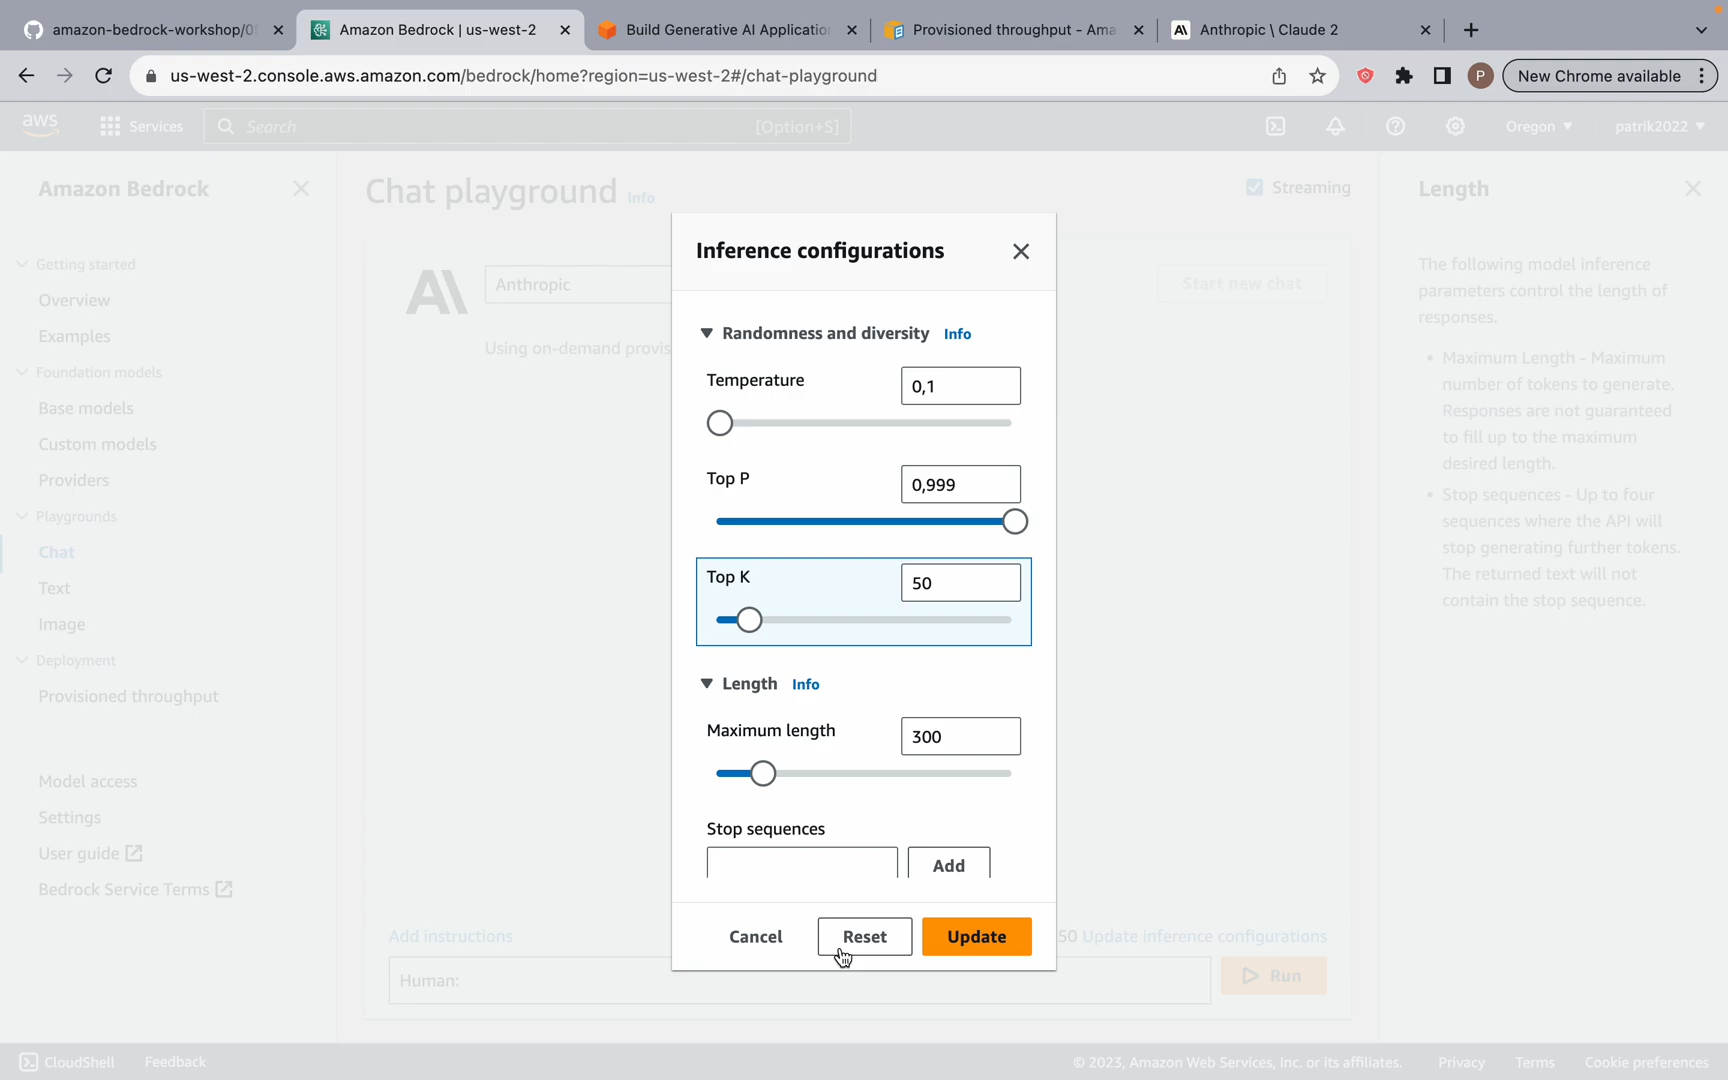 amazon-bedrock-workshop/0
Amazon Bedrock | us-west-2
Build Generative AI Application
Provisioned throughput - Ama
Anthropic \ Claude 2
us-west-2.console.aws.amazon.com/bedrock/home?region=us-west-2#/chat-playground
P
New Chrome available
aws
Services
Search
[Option+S]
Oregon
patrik2022
Amazon Bedrock
Getting started
Overview
Examples
Foundation models
Base models
Custom models
Providers
Playgrounds
Chat
Text
Image
Deployment
Provisioned throughput
Model access
Settings
User guide
Bedrock Service Terms
Chat playground Info
Streaming
Anthropic
Using on-demand provis
Start new chat
Add instructions
50 Update inference configurations
Human:
Run
Inference configurations
Randomness and diversity Info
Temperature
0,1
Top P
0,999
Top K
50
Length Info
Maximum length
300
Stop sequences
Add
Cancel
Reset
Update
Length
The following model inference
parameters control the length of
responses.
• Maximum Length - Maximum
number of tokens to generate.
Responses are not guaranteed
to fill up to the maximum
desired length.
• Stop sequences - Up to four
sequences where the API will
stop generating further tokens.
The returned text will not
contain the stop sequence.
CloudShell
Feedback
© 2023, Amazon Web Services, Inc. or its affiliates.
Privacy
Terms
Cookie preferences